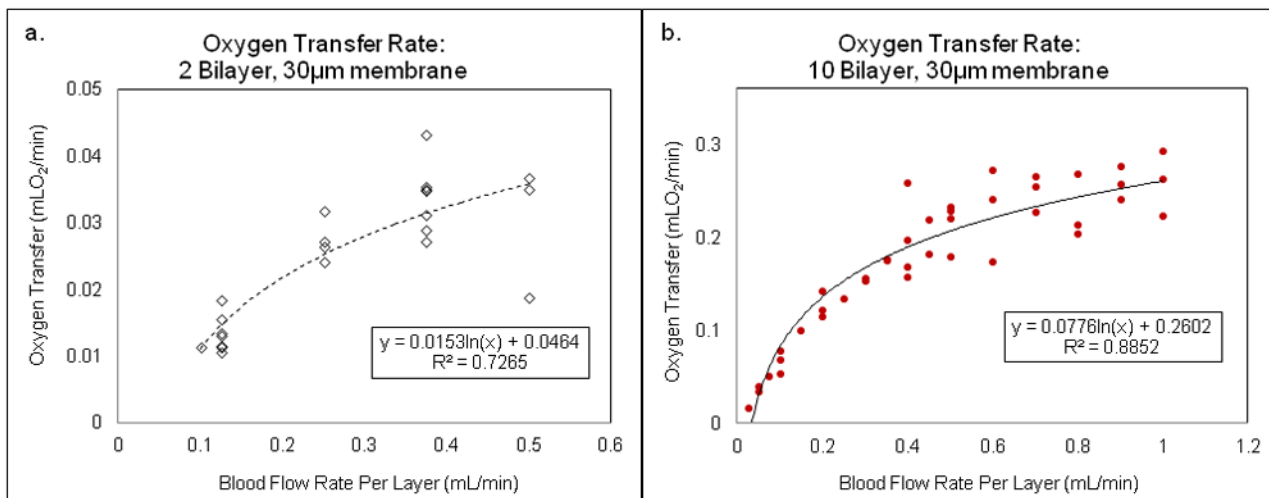 a.
Oxygen Transfer Rate:
2 Bilayer, 30µm membrane
Oxygen Transfer (mLO₂/min)
0.05
0.04
0.03
0.02
0.01
0
y = 0.0153ln(x) + 0.0464
R² = 0.7265
0
0.1
0.2
0.3
0.4
0.5
0.6
Blood Flow Rate Per Layer (mL/min)
b.
Oxygen Transfer Rate:
10 Bilayer, 30µm membrane
Oxygen Transfer (mLO₂/min)
0.3
0.2
0.1
0
y = 0.0776ln(x) + 0.2602
R² = 0.8852
0
0.2
0.4
0.6
0.8
1
1.2
Blood Flow Rate Per Layer (mL/min)